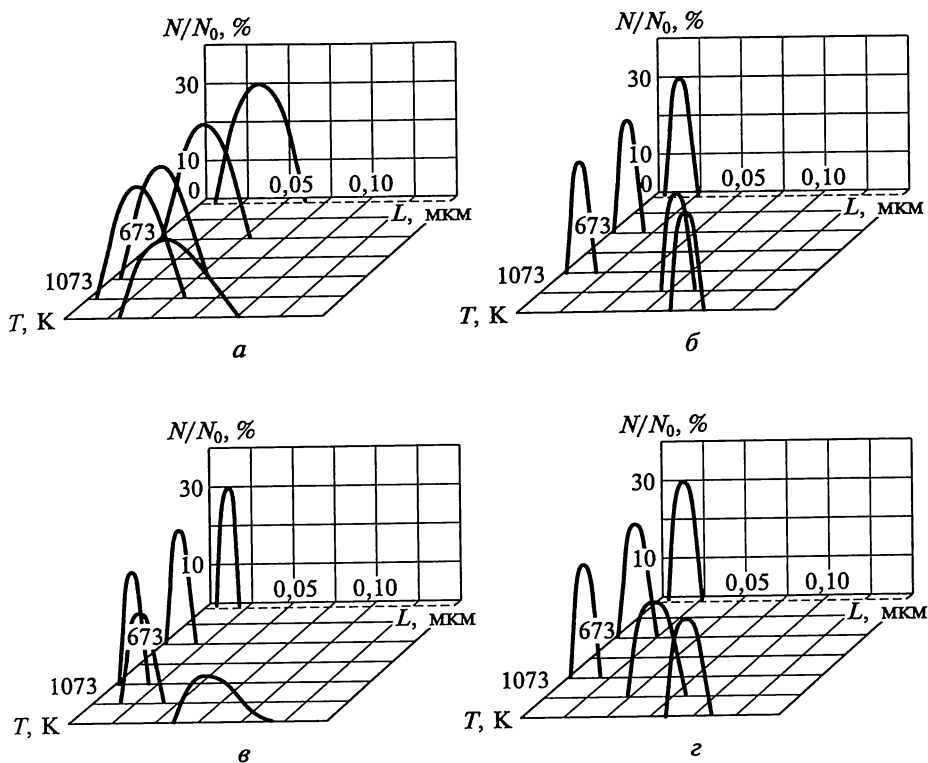 N/N₀, %
30
10
0
0,05 0,10
L, мкм
673
1073
T, К
а
N/N₀, %
30
10
0
0,05 0,10
L, мкм
673
1073
T, К
б
N/N₀, %
30
10
0,05 0,10
L, мкм
673
1073
T, К
в
N/N₀, %
30
10
0,05 0,10
L, мкм
673
1073
T, К
г